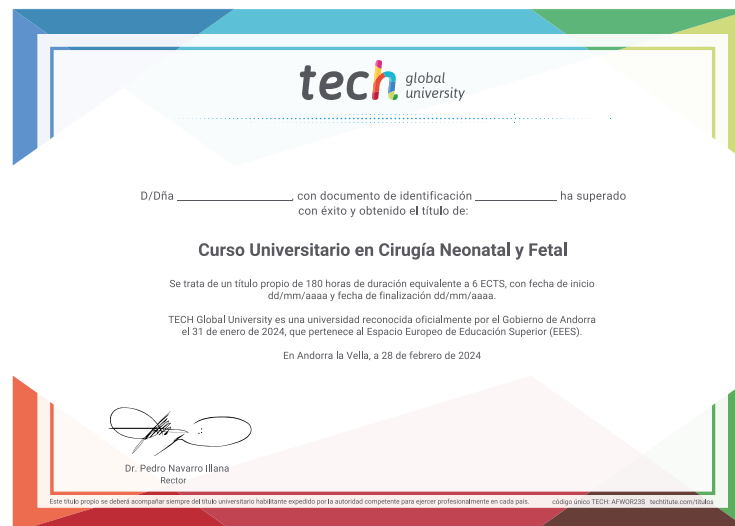 tech global university
D/Dña ____________________, con documento de identificación ______________ ha superado
con éxito y obtenido el título de:
Curso Universitario en Cirugía Neonatal y Fetal
Se trata de un título propio de 180 horas de duración equivalente a 6 ECTS, con fecha de inicio
dd/mm/aaaa y fecha de finalización dd/mm/aaaa.
TECH Global University es una universidad reconocida oficialmente por el Gobierno de Andorra
el 31 de enero de 2024, que pertenece al Espacio Europeo de Educación Superior (EEES).
En Andorra la Vella, a 28 de febrero de 2024
Dr. Pedro Navarro Illana
Rector
Este título propio se deberá acompañar siempre del título universitario habilitante expedido por la autoridad competente para ejercer profesionalmente en cada país. código único TECH: AFWOR23S techtitute.com/titulos